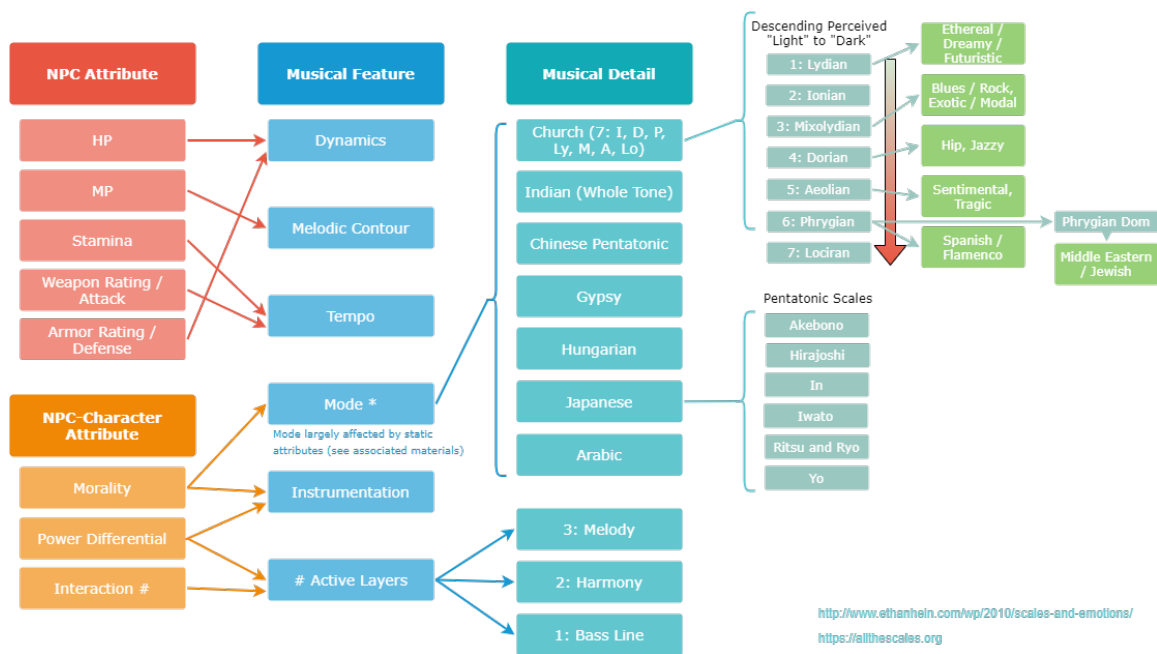 NPC Attribute
HP
MP
Stamina
Weapon Rating /
Attack
Armor Rating /
Defense
NPC-Character
Attribute
Morality
Power Differential
Interaction #
Musical Feature
Dynamics
Melodic Contour
Tempo
Mode *
Mode largely affected by static
attributes (see associated materials)
Instrumentation
# Active Layers
Musical Detail
Church (7: I, D, P,
Ly, M, A, Lo)
Indian (Whole Tone)
Chinese Pentatonic
Gypsy
Hungarian
Japanese
Arabic
3: Melody
2: Harmony
1: Bass Line
Descending Perceived
"Light" to "Dark"
1: Lydian
2: Ionian
3: Mixolydian
4: Dorian
5: Aeolian
6: Phrygian
7: Lociran
Ethereal /
Dreamy /
Futuristic
Blues / Rock,
Exotic / Modal
Hip, Jazzy
Sentimental,
Tragic
Spanish /
Flamenco
Phrygian Dom
Middle Eastern
/ Jewish
Pentatonic Scales
Akebono
Hirajoshi
In
Iwato
Ritsu and Ryo
Yo
http://www.ethanhein.com/wp/2010/scales-and-emotions/
https://allthescales.org